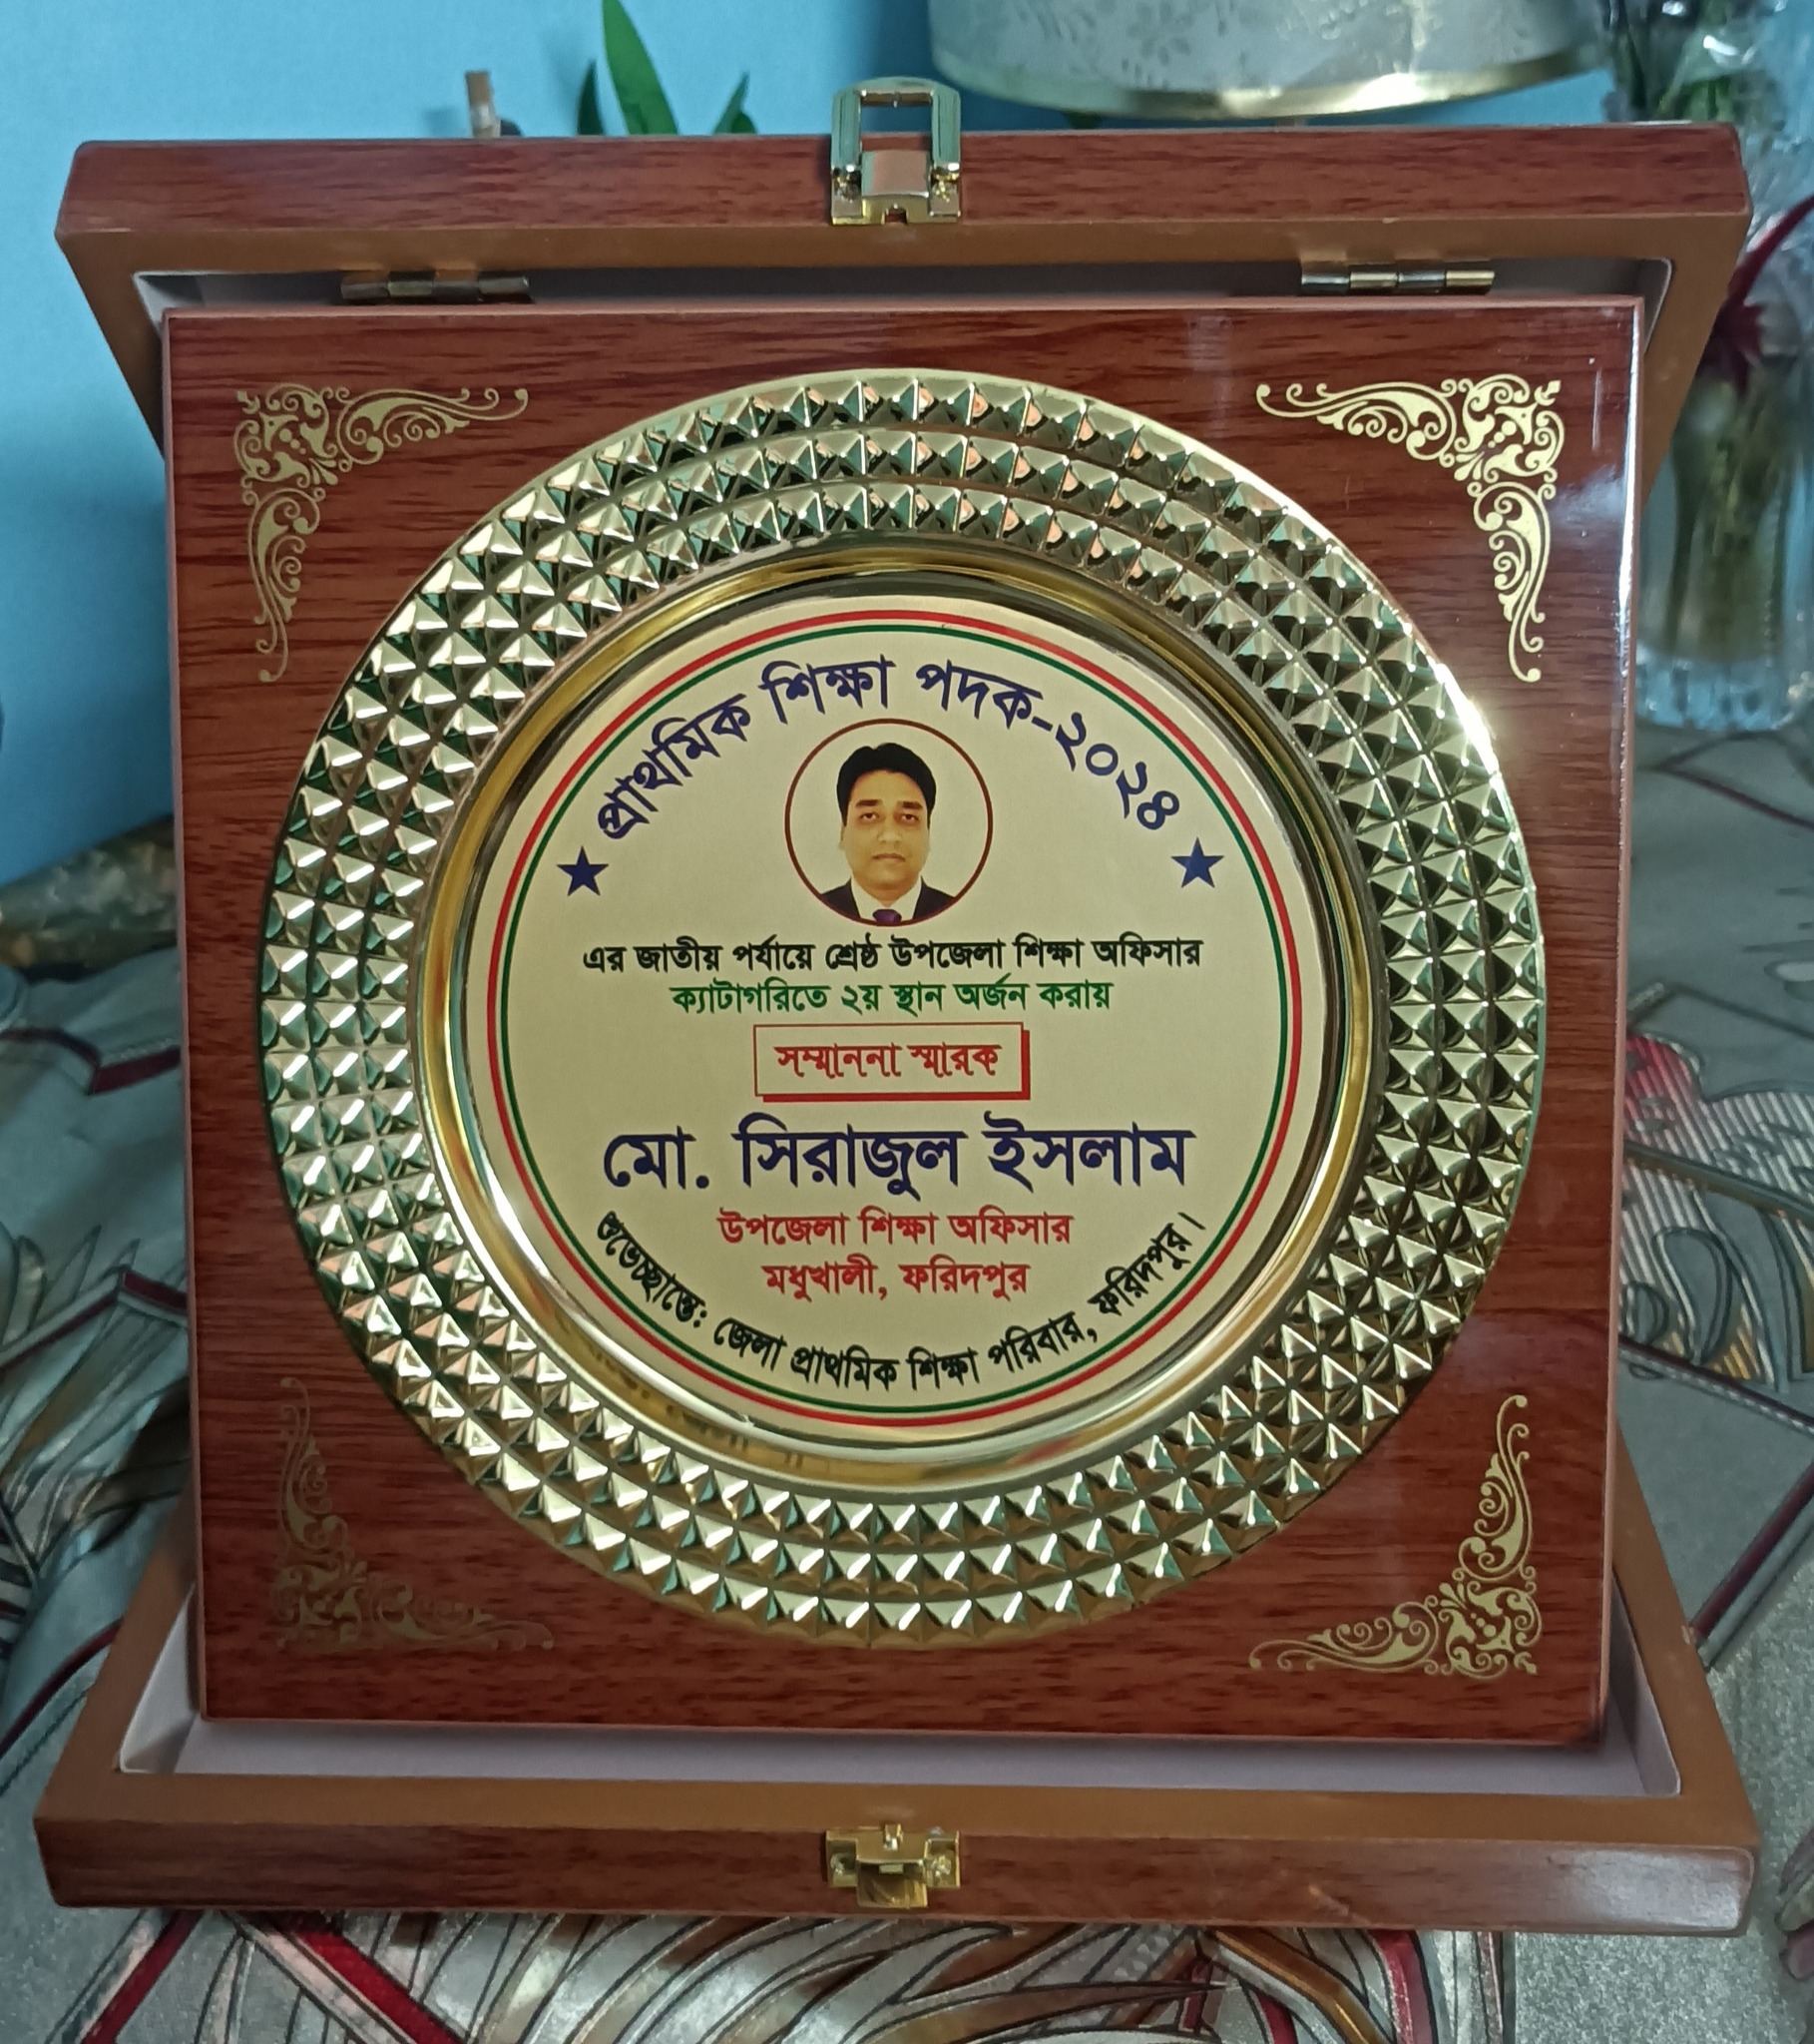 প্রাথমিক শিক্ষা পদক-২০২৪
এর জাতীয় পর্যায়ে শ্রেষ্ঠ উপজেলা শিক্ষা অফিসার
ক্যাটাগরিতে ২য় স্থান অর্জন করায়
সম্মাননা স্মারক
মো. সিরাজুল ইসলাম
উপজেলা শিক্ষা অফিসার
মধুখালী, ফরিদপুর
শুভেচ্ছান্তে: জেলা প্রাথমিক শিক্ষা পরিবার, ফরিদপুর।